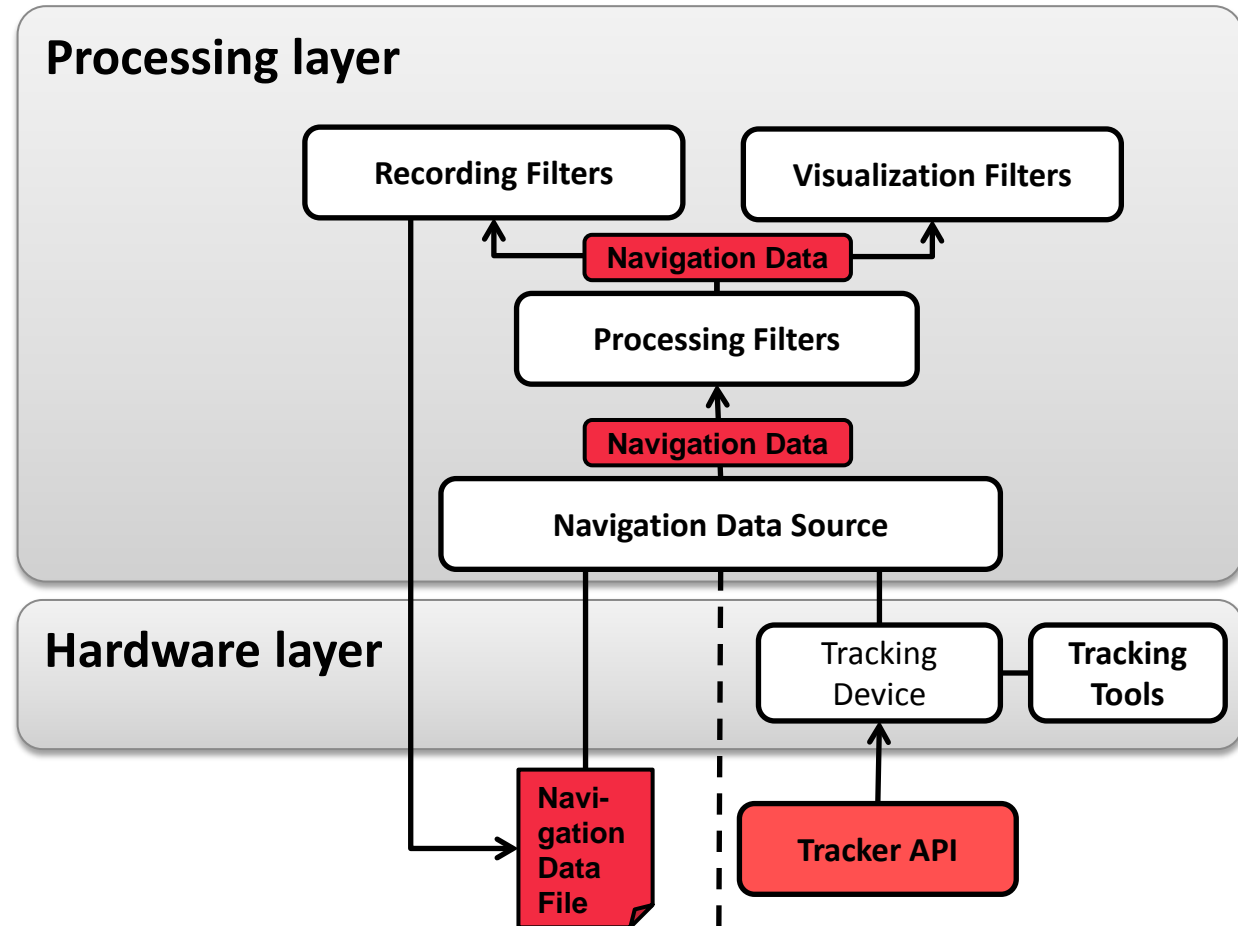 Processing layer
Recording Filters
Visualization Filters
Navigation Data
Processing Filters
Navigation Data
Navigation Data Source
Hardware layer
Tracking
Device
Tracking
Tools
Navi-
gation
Data
File
Tracker API